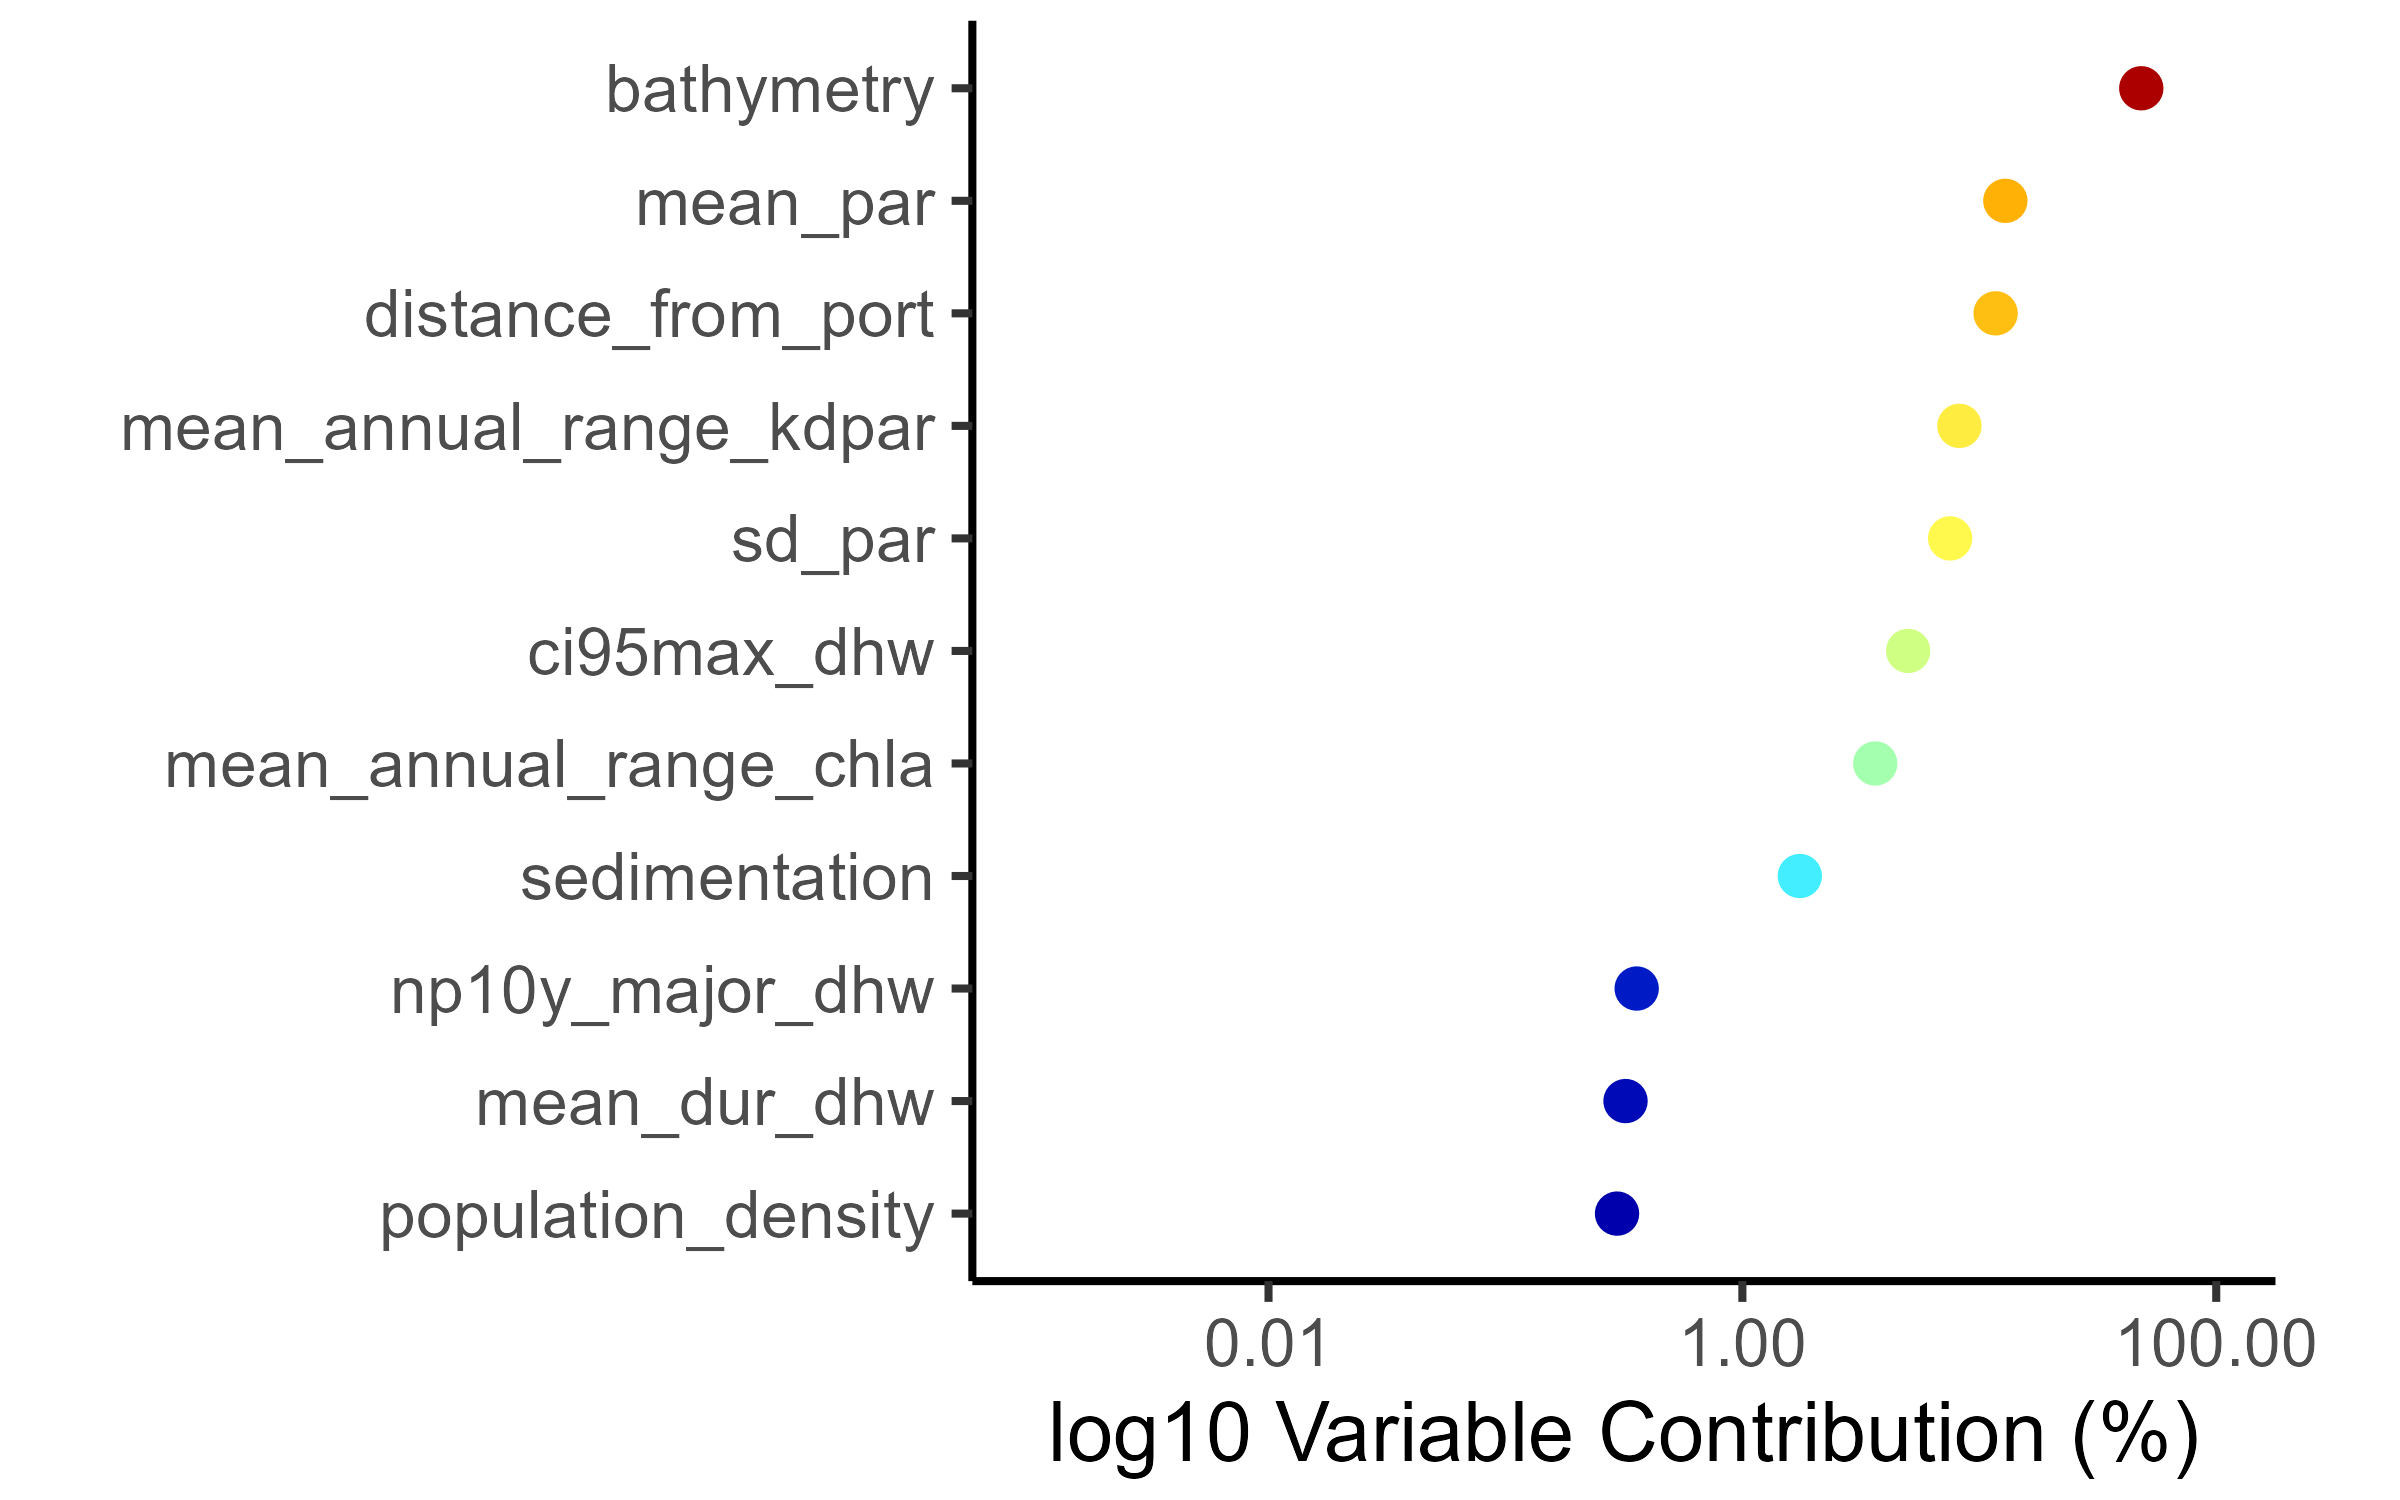 bathymetry
mean_par
distance_from_port
mean_annual_range_kdpar
sd_par
ci95max_dhw
mean_annual_range_chla
sedimentation
np10y_major_dhw
mean_dur_dhw
population_density
0.01 1.00 100.00
log10 Variable Contribution (%)